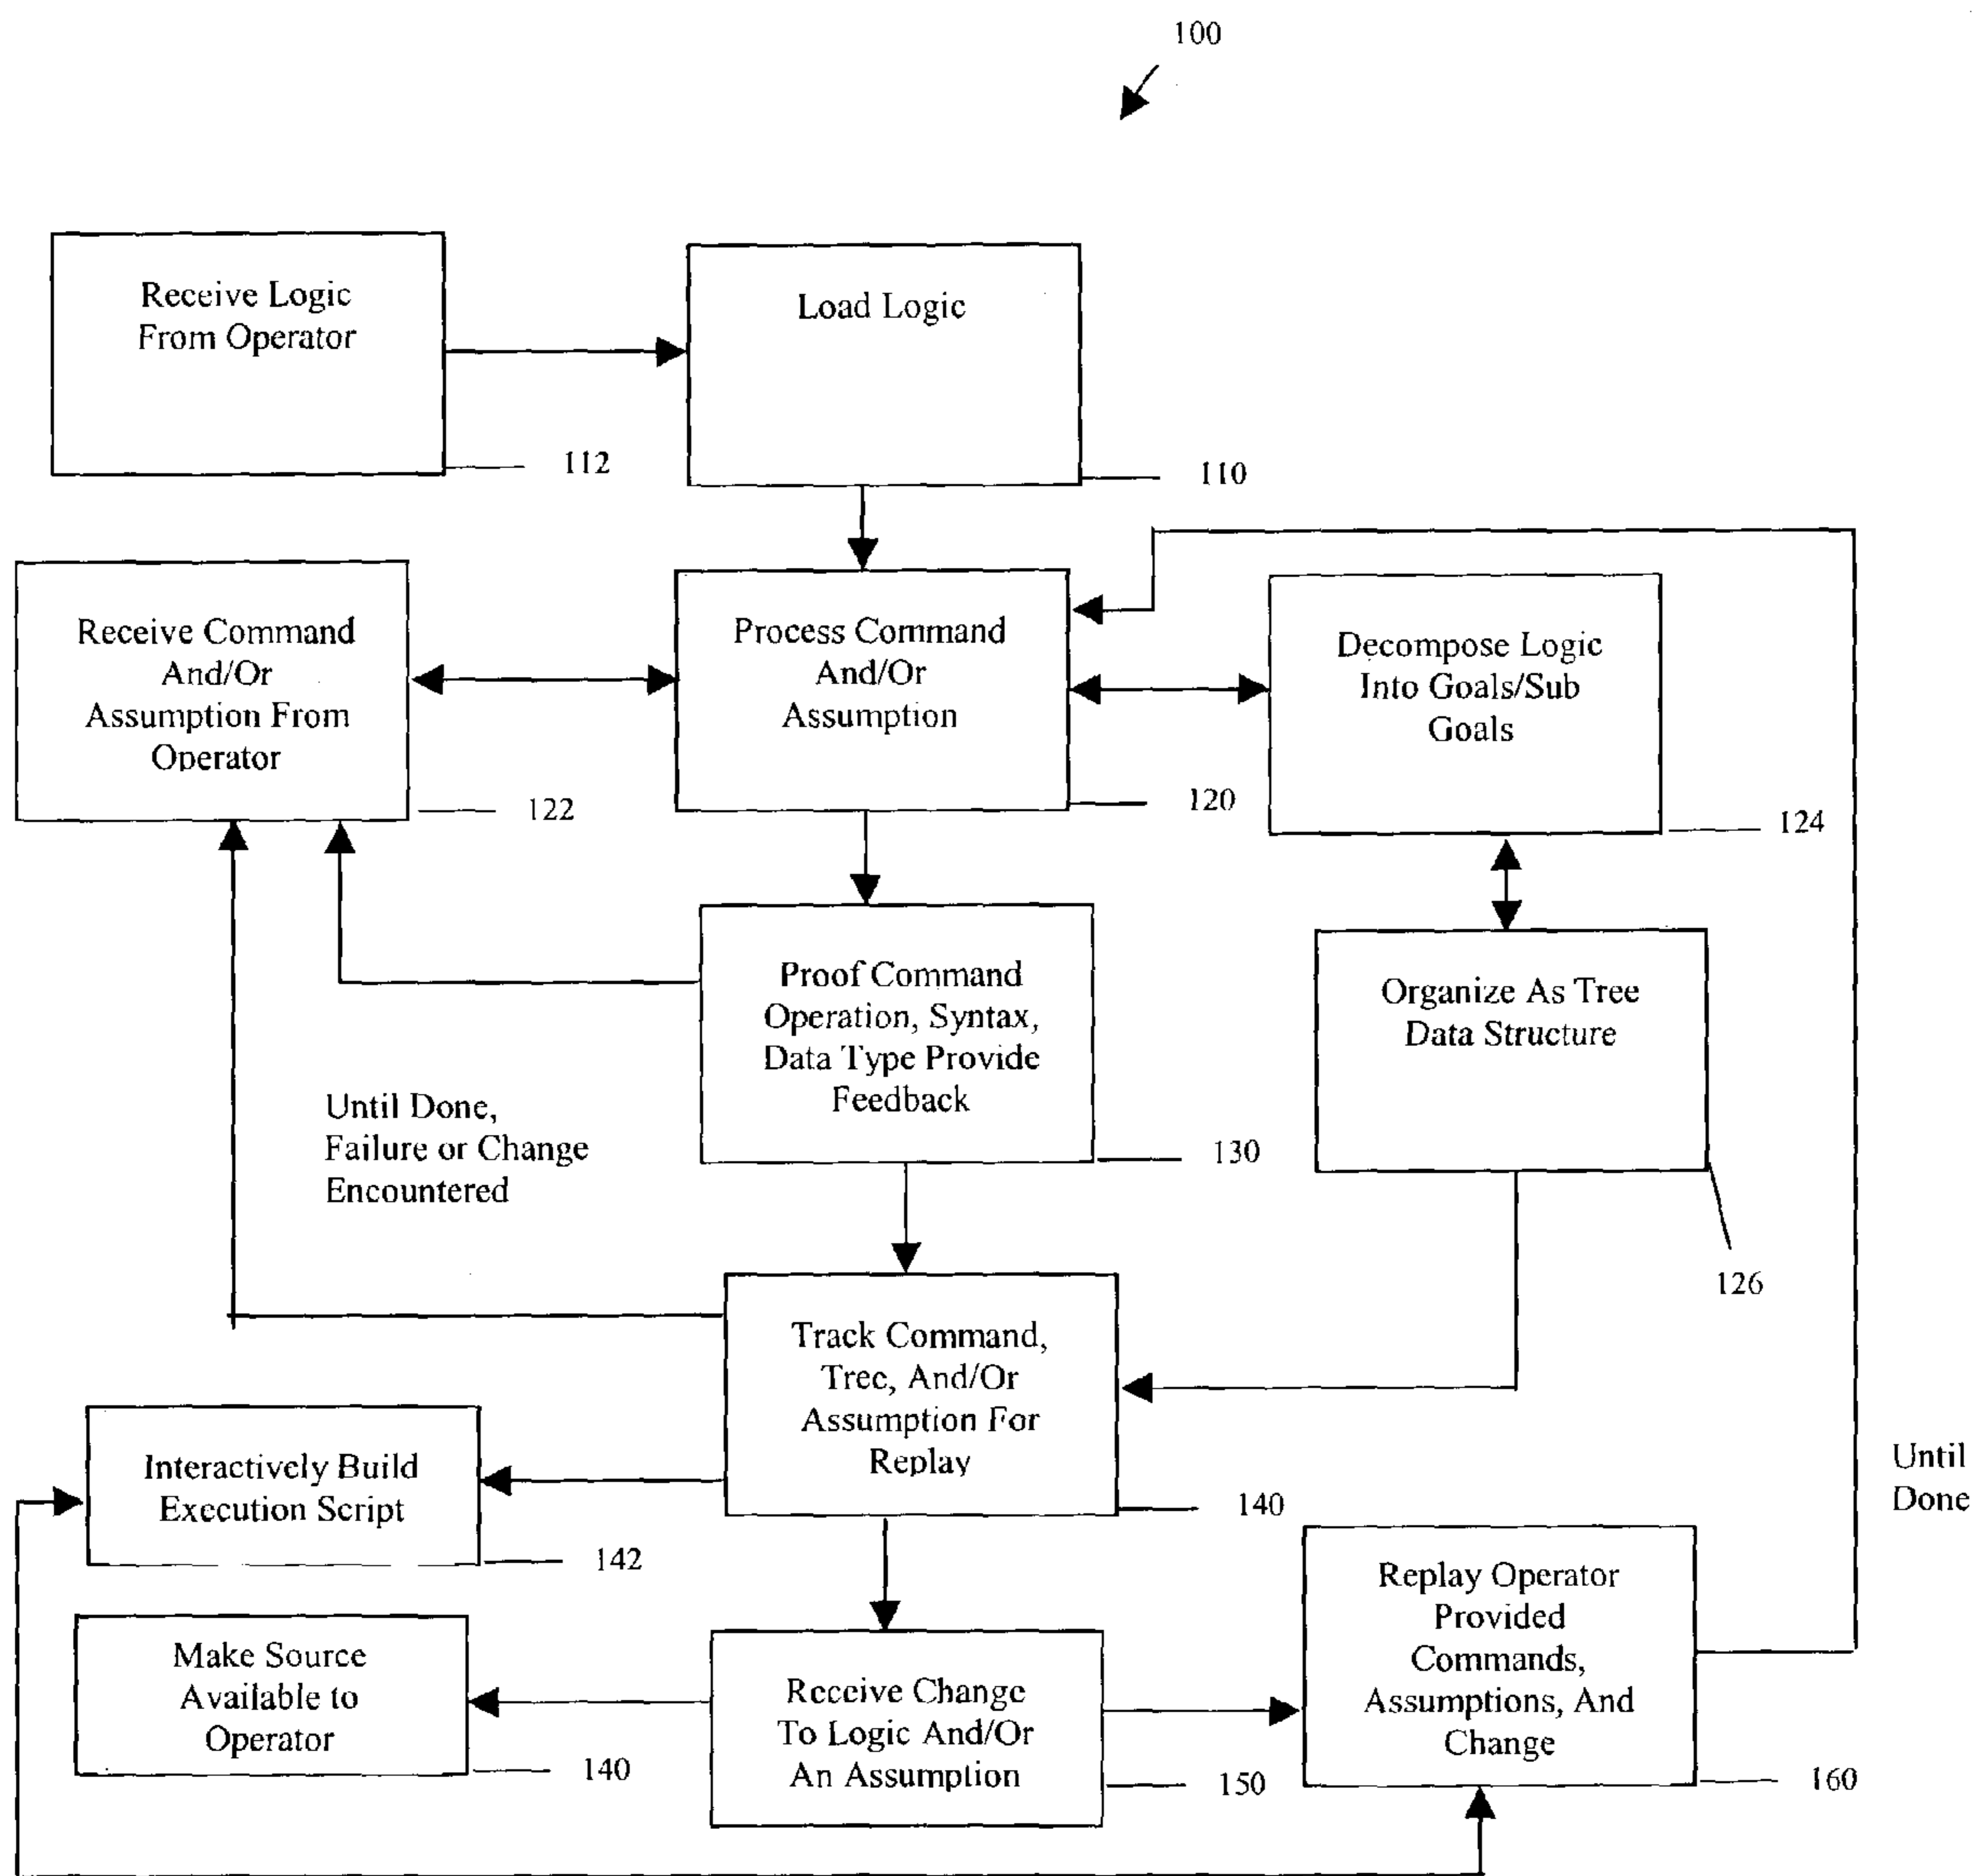 100
Receive Logic
From Operator
112
Load Logic
110
Receive Command
And/Or
Assumption From
Operator
122
Process Command
And/Or
Assumption
120
Decompose Logic
Into Goals/Sub
Goals
124
Proof Command
Operation, Syntax,
Data Type Provide
Feedback
130
Organize As Tree
Data Structure
126
Until Done,
Failure or Change
Encountered
Track Command,
Tree, And/Or
Assumption For
Replay
140
Interactively Build
Execution Script
142
Until
Done
Make Source
Available to
Operator
140
Receive Change
To Logic And/Or
An Assumption
150
Replay Operator
Provided
Commands,
Assumptions, And
Change
160